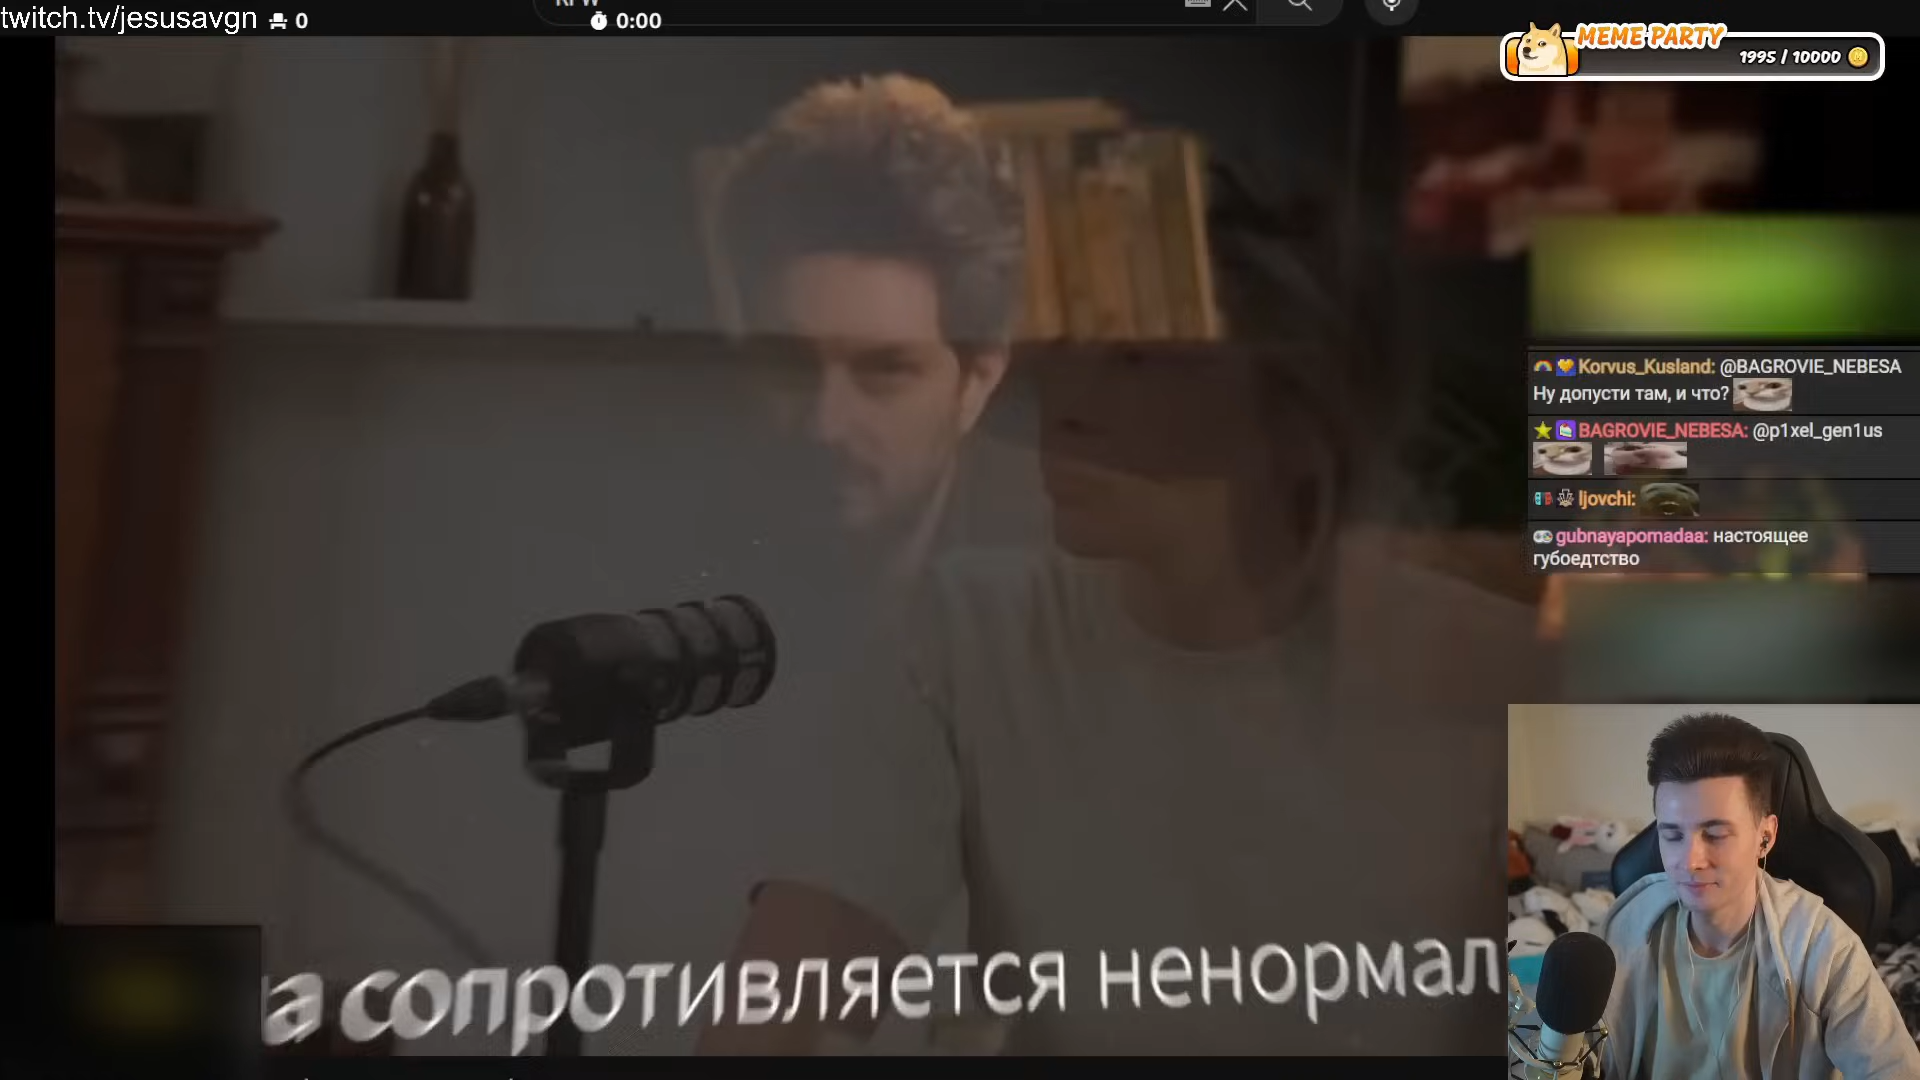 twitch.tv/jesusavgn 0
0:00
MEME PARTY
1995 / 10000
Korvus_Kusland: @BAGROVIE_NEBESA
Ну допусти там, и что?
BAGROVIE_NEBESA: @p1xel_gen1us
ljovchi:
gubnayapomadaa: настоящее
губоедтство
а сопротивляется ненормал